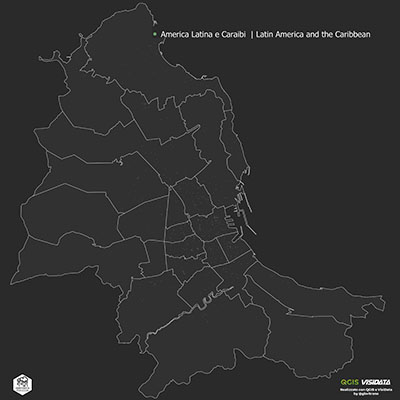 America Latina e Caraibi | Latin America and the Caribbean
QGIS VISIDATA
Realizzato con QGIS e VisiData
by @gbvitrano